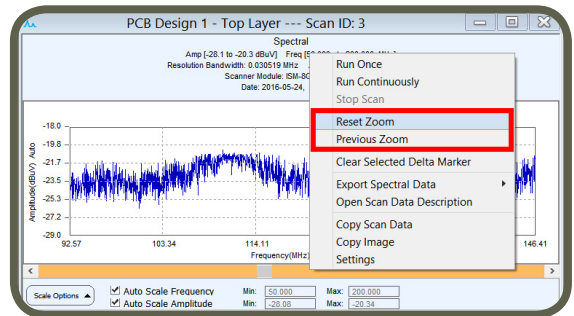 PCB Design 1 - Top Layer --- Scan ID: 3
Spectral
Amp [-28.1 to -20.3 dBuV] Freq
Resolution Bandwidth: 0.030519 MHz
Scanner Module: ISM-8G
Date: 2016-05-24,
Run Once
Run Continuously
Stop Scan
Reset Zoom
Previous Zoom
Clear Selected Delta Marker
Export Spectral Data
Open Scan Data Description
Copy Scan Data
Copy Image
Settings
Amplitude(dBuV) Auto
-18.0
-19.8
-21.7
-23.5
-25.3
-27.2
-29.0
92.57 103.34 114.11 146.41
Frequency(MHz)
Scale Options
Auto Scale Frequency Min: 50.000 Max: 200.000
Auto Scale Amplitude Min: -28.08 Max: -20.34